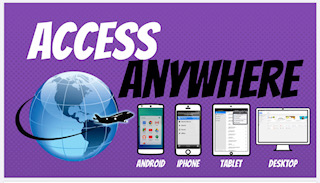 ACCESS
ANYWHERE
ANDROID IPHONE TABLET DESKTOP